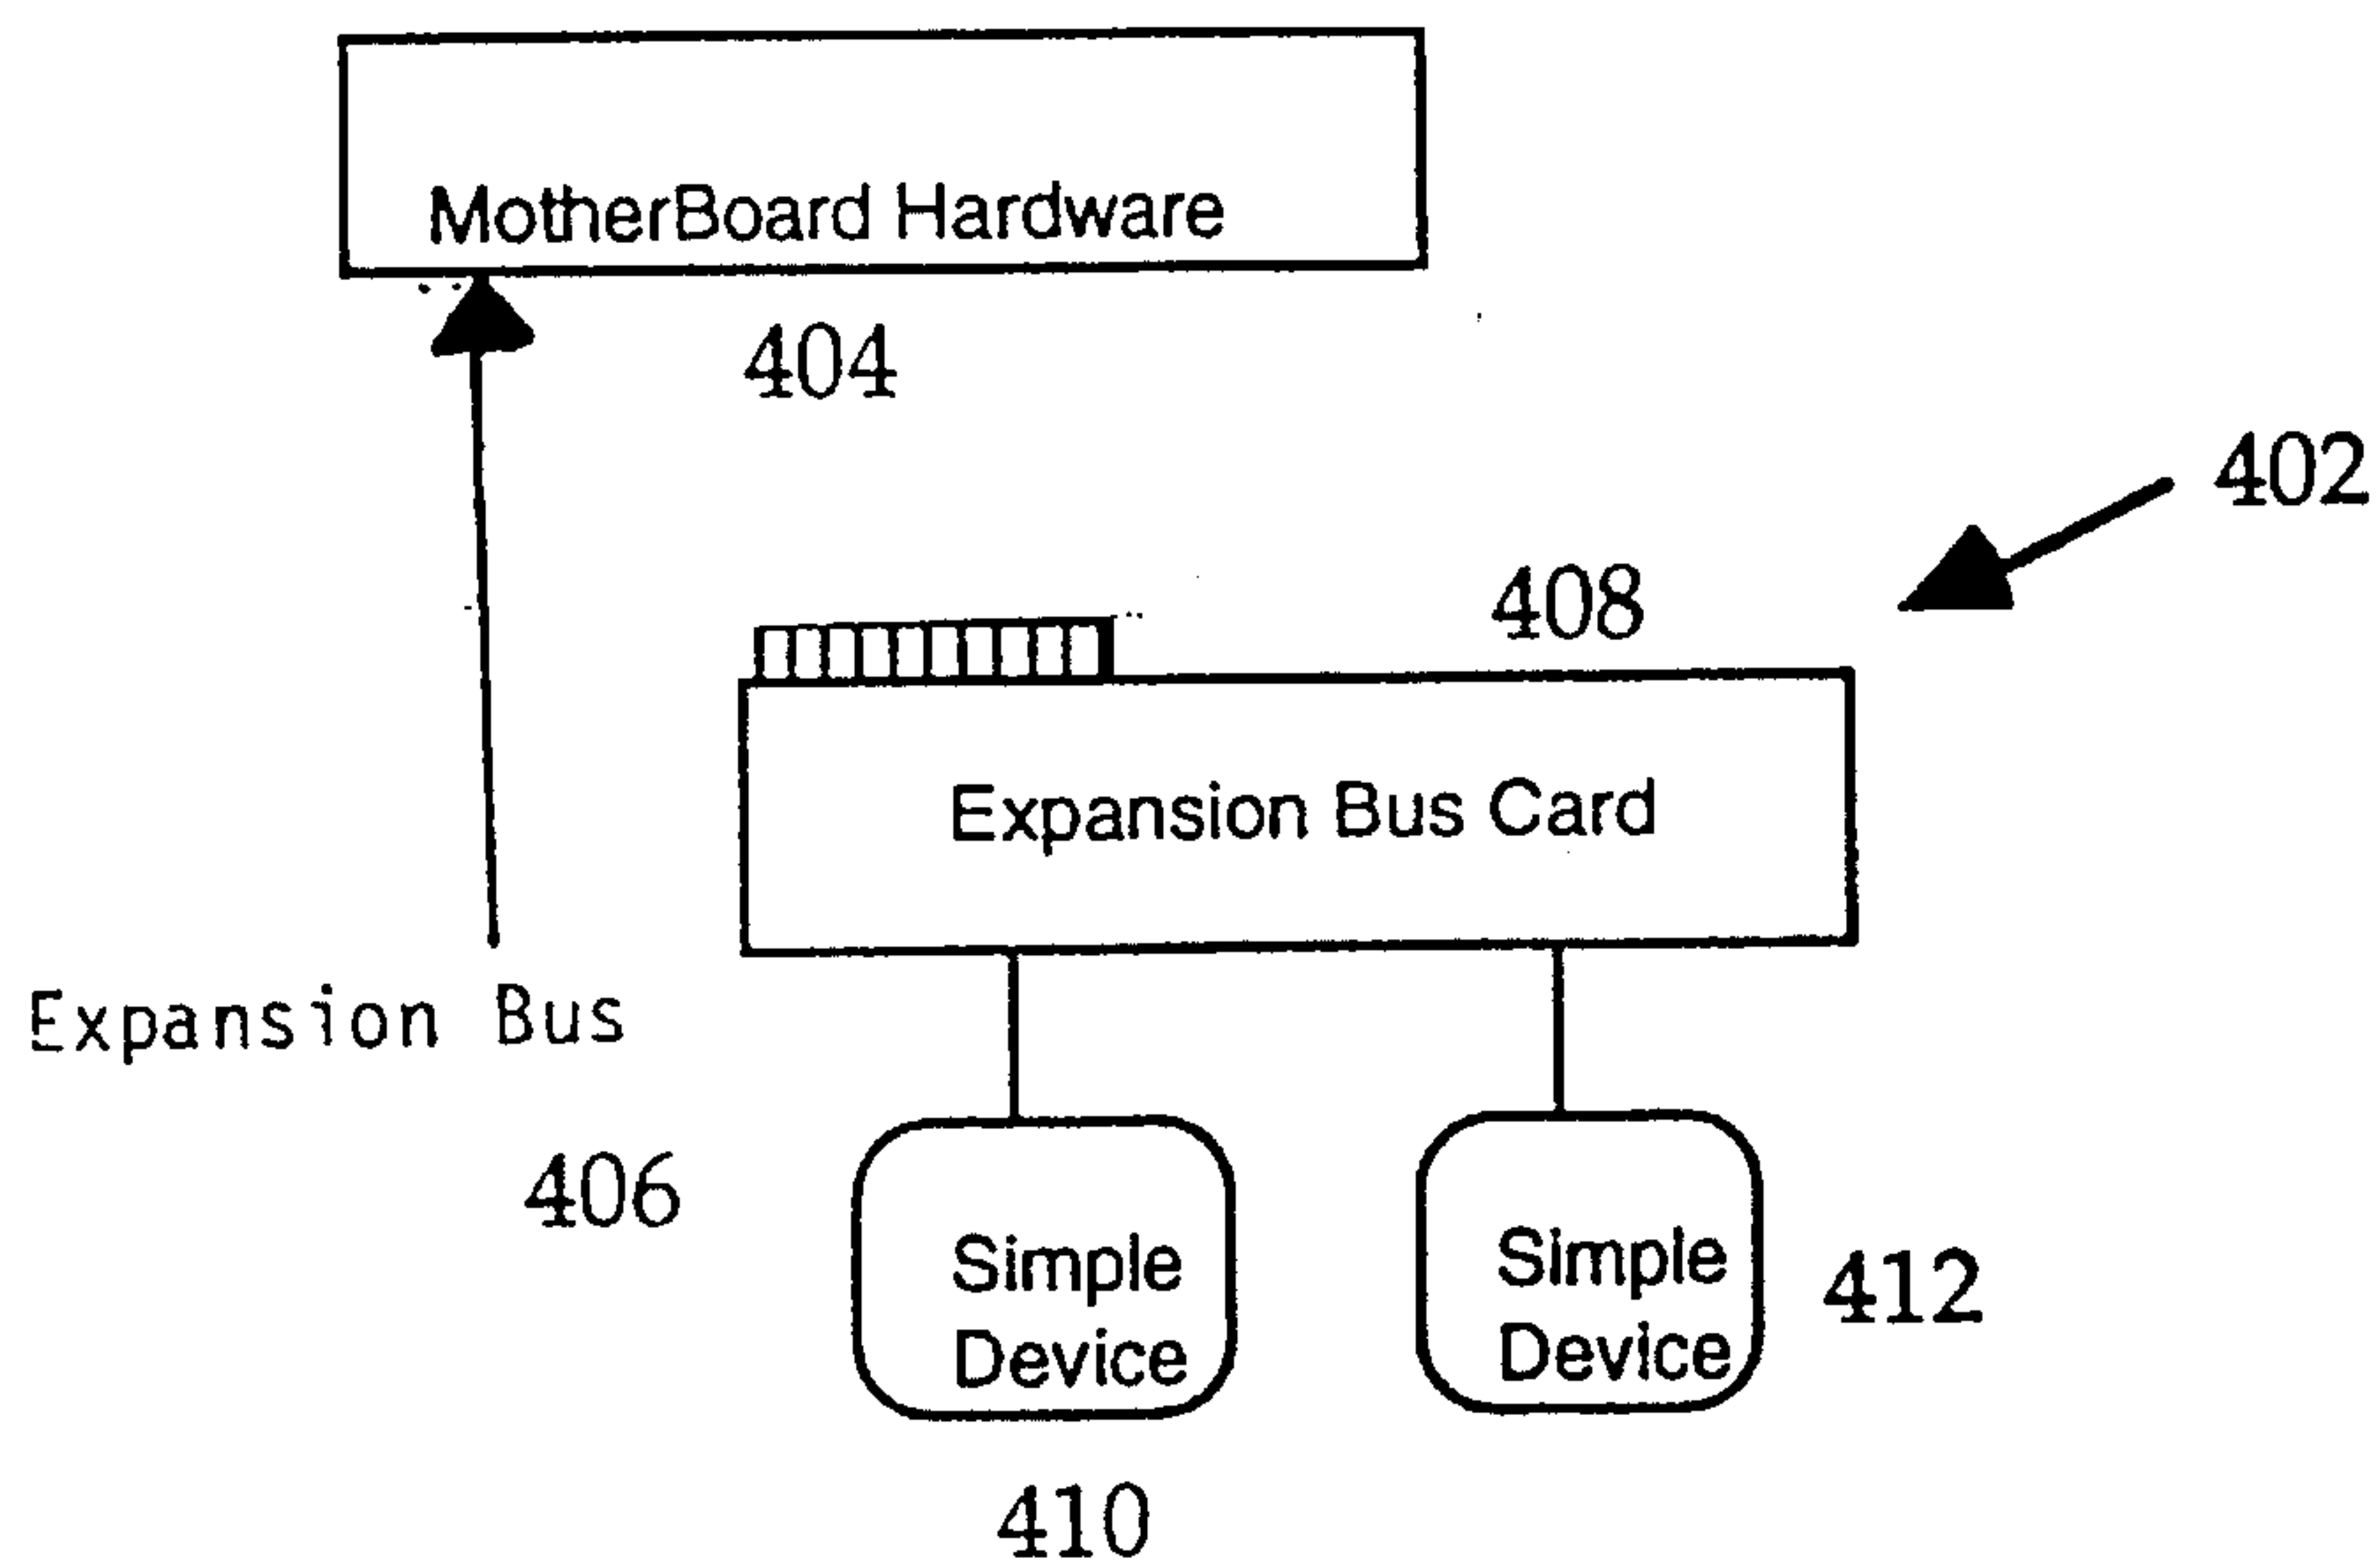 MotherBoard Hardware
404
402
408
Expansion Bus Card
Expansion Bus
406
Simple
Device
Simple
Device
412
410